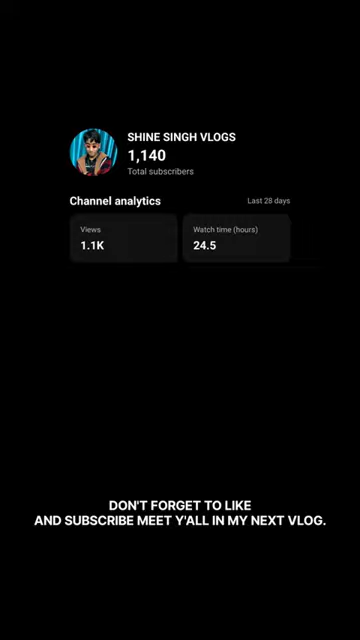 SHINE SINGH VLOGS
1,140
Total subscribers
Channel analytics
Last 28 days
Views
1.1K
Watch time (hours)
24.5
DON'T FORGET TO LIKE
AND SUBSCRIBE MEET Y'ALL IN MY NEXT VLOG.